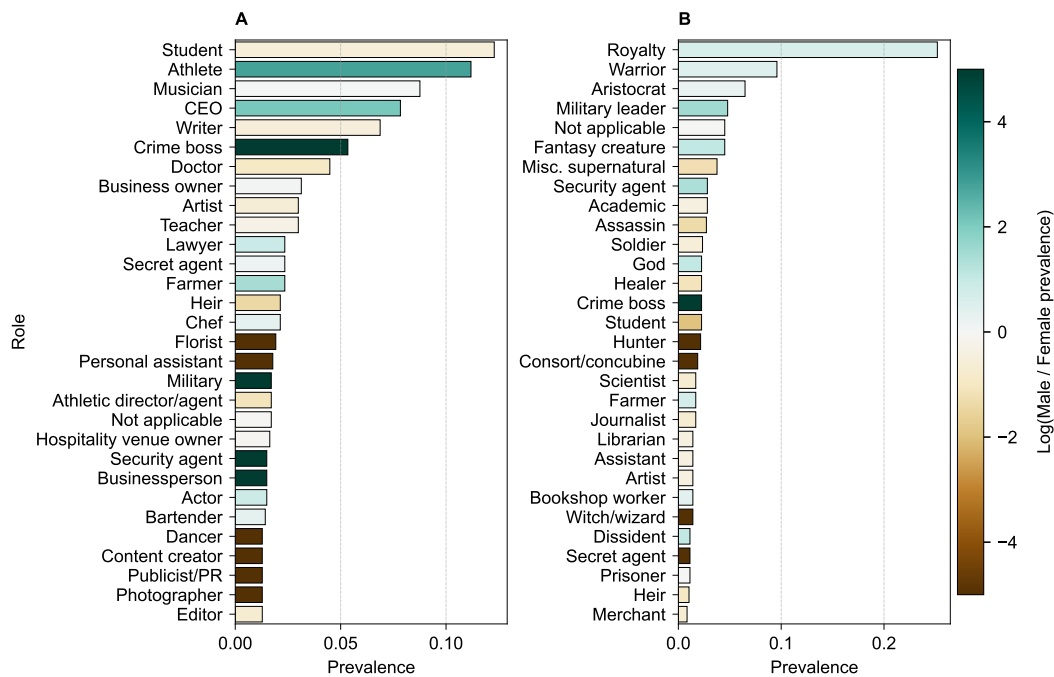 A
Role
Student
Athlete
Musician
CEO
Writer
Crime boss
Doctor
Business owner
Artist
Teacher
Lawyer
Secret agent
Farmer
Heir
Chef
Florist
Personal assistant
Military
Athletic director/agent
Not applicable
Hospitality venue owner
Security agent
Businessperson
Actor
Bartender
Dancer
Content creator
Publicist/PR
Photographer
Editor
0.00 0.05 0.10
Prevalence
B
Royalty
Warrior
Aristocrat
Military leader
Not applicable
Fantasy creature
Misc. supernatural
Security agent
Academic
Assassin
Soldier
God
Healer
Crime boss
Student
Hunter
Consort/concubine
Scientist
Farmer
Journalist
Librarian
Assistant
Artist
Bookshop worker
Witch/wizard
Dissident
Secret agent
Prisoner
Heir
Merchant
0.0 0.1 0.2
Prevalence
4
2
0
−2
−4
Log(Male / Female prevalence)